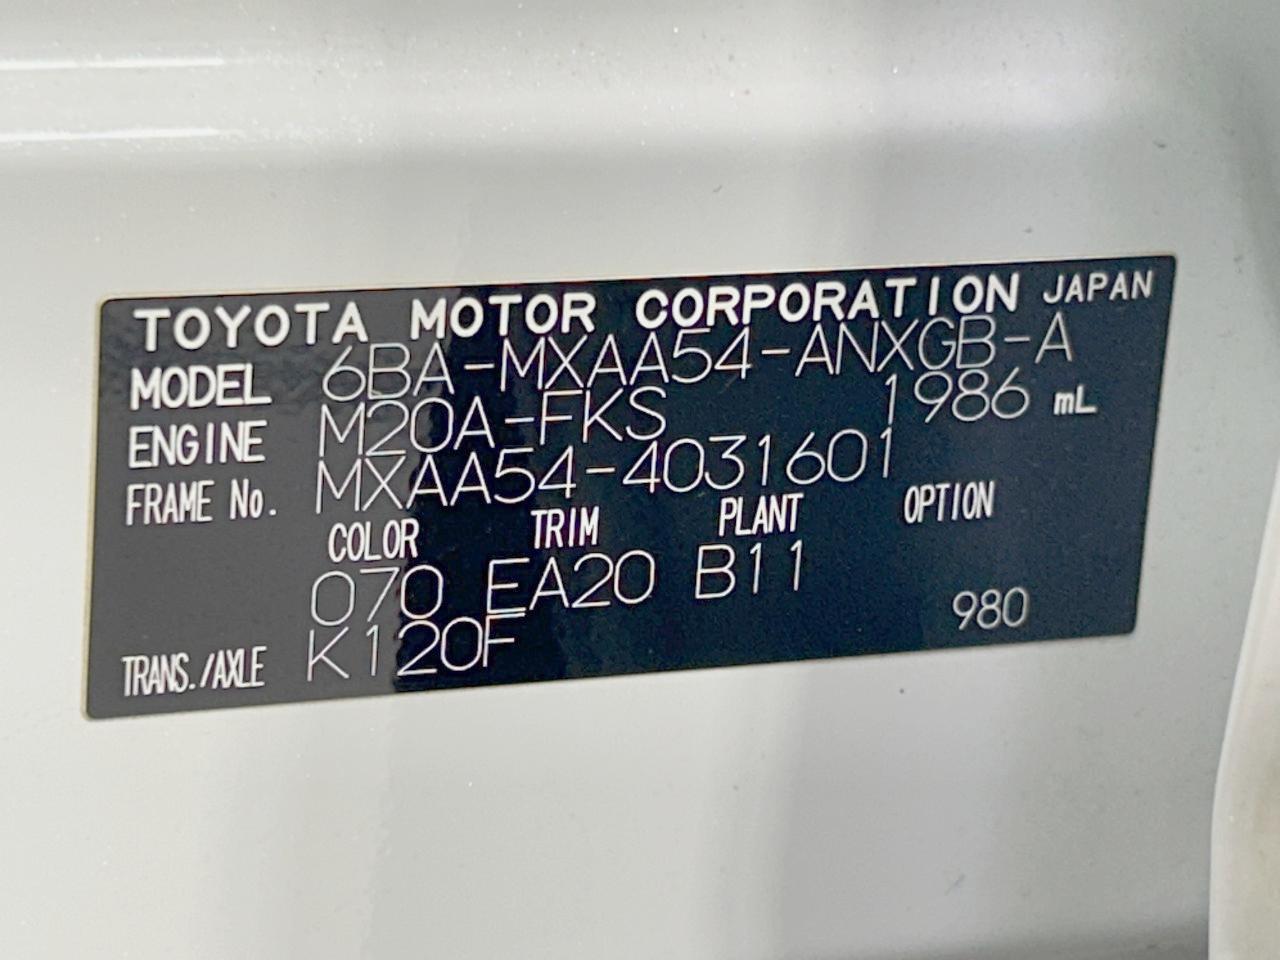 TOYOTA MOTOR CORPORATION JAPAN
MODEL 6BA-MXAA54-ANXGB-A
ENGINE M20A-FKS 1986 mL
FRAME No. MXAA54-4031601
COLOR TRIM PLANT OPTION
070 EA20 B11
TRANS./AXLE K120F 980